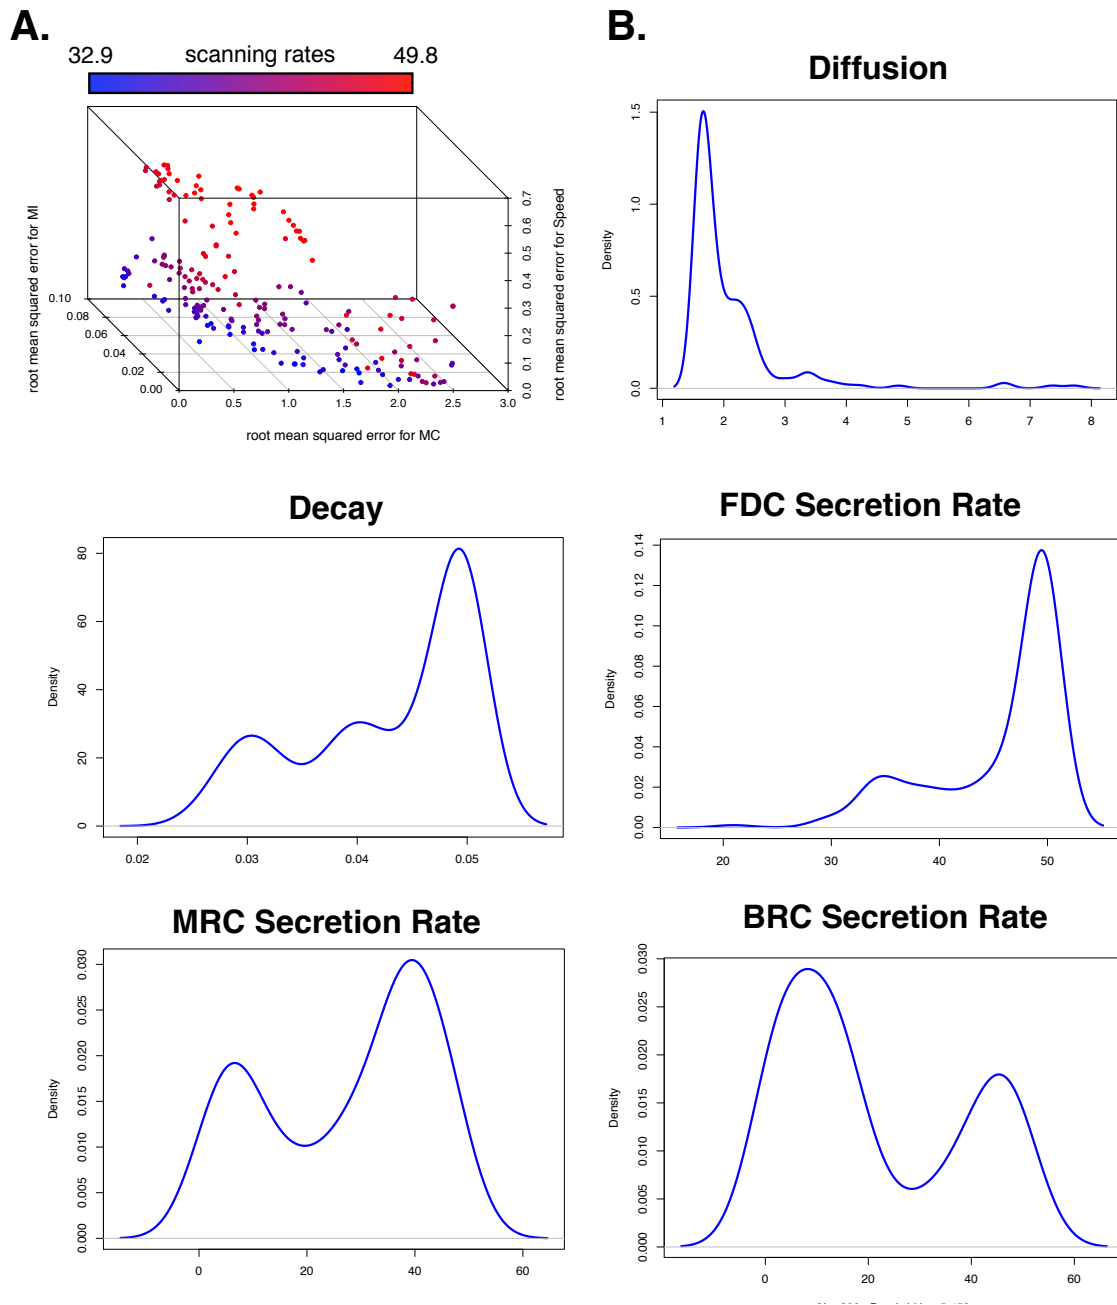 A.
B.
32.9 scanning rates 49.8
root mean squared error for MI
0.10
0.08
0.06
0.04
0.02
0.00
0.0 0.5 1.0 1.5 2.0 2.5 3.0
root mean squared error for MC
0.7
0.6
0.5
0.4
0.3
0.2
0.1
0.0
root mean squared error for Speed
Diffusion
Density
1.5
1.0
0.5
0.0
1 2 3 4 5 6 7 8
Decay
Density
80
60
40
20
0
0.02 0.03 0.04 0.05
FDC Secretion Rate
Density
0.14
0.12
0.10
0.08
0.06
0.04
0.02
0.00
20 30 40 50
MRC Secretion Rate
Density
0.030
0.025
0.020
0.015
0.010
0.005
0.000
0 20 40 60
BRC Secretion Rate
Density
0.030
0.025
0.020
0.015
0.010
0.005
0.000
0 20 40 60